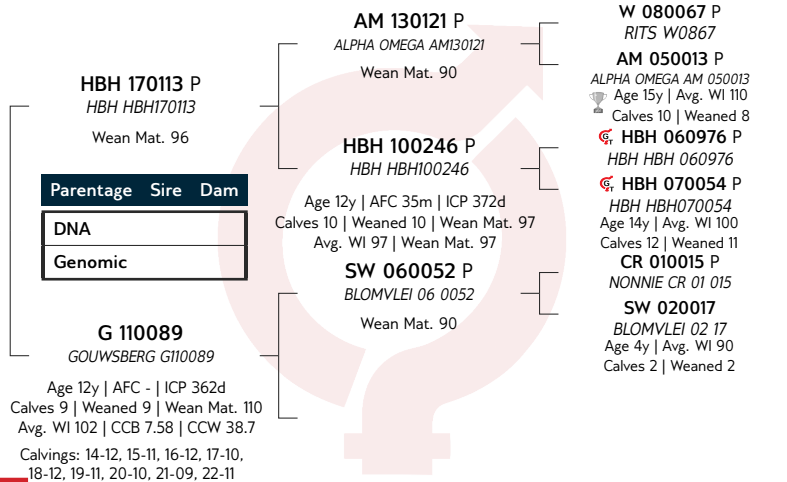 HBH 170113 P
HBH HBH170113
Wean Mat. 96
Parentage Sire Dam
DNA
Genomic
G 110089
GOUWSBERG G110089
Age 12y | AFC - | ICP 362d
Calves 9 | Weaned 9 | Wean Mat. 110
Avg. WI 102 | CCB 7.58 | CCW 38.7
Calvings: 14-12, 15-11, 16-12, 17-10,
18-12, 19-11, 20-10, 21-09, 22-11
AM 130121 P
ALPHA OMEGA AM130121
Wean Mat. 90
HBH 100246 P
HBH HBH100246
Age 12y | AFC 35m | ICP 372d
Calves 10 | Weaned 10 | Wean Mat. 97
Avg. WI 97 | Wean Mat. 97
SW 060052 P
BLOMVLEI 06 0052
Wean Mat. 90
W 080067 P
RITS W0867
AM 050013 P
ALPHA OMEGA AM 050013
Age 15y | Avg. WI 110
Calves 10 | Weaned 8
GT HBH 060976 P
HBH HBH 060976
GT HBH 070054 P
HBH HBH070054
Age 14y | Avg. WI 100
Calves 12 | Weaned 11
CR 010015 P
NONNIE CR 01 015
SW 020017
BLOMVLEI 02 17
Age 4y | Avg. WI 90
Calves 2 | Weaned 2